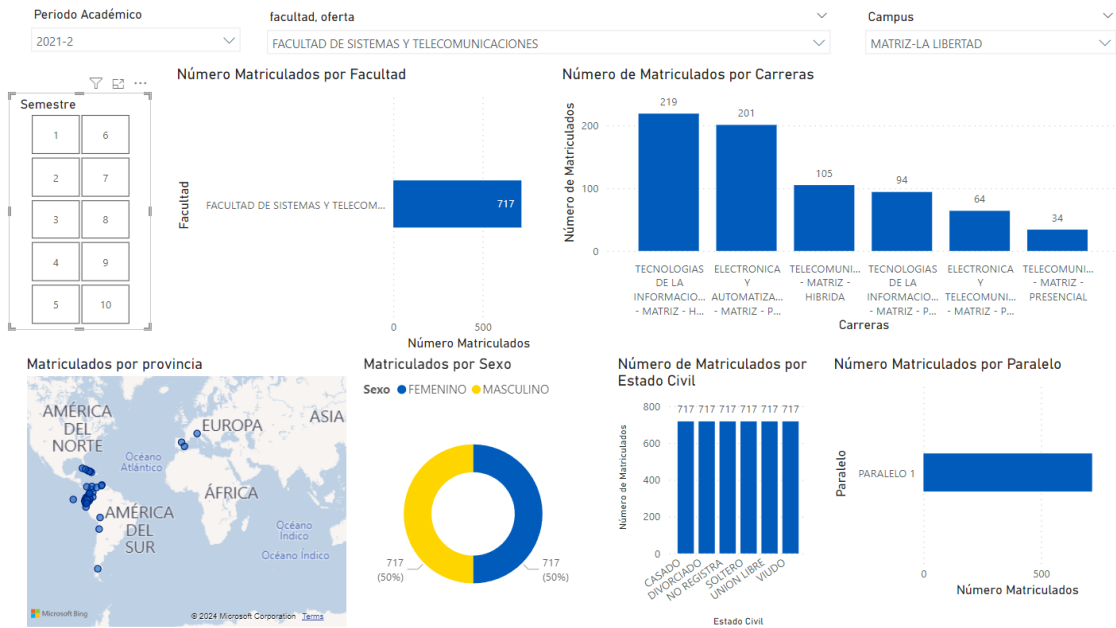 Periodo Académico
2021-2
facultad, oferta
FACULTAD DE SISTEMAS Y TELECOMUNICACIONES
Campus
MATRIZ-LA LIBERTAD
Semestre
1 6
2 7
3 8
4 9
5 10
Número Matriculados por Facultad
Facultad
FACULTAD DE SISTEMAS Y TELECOM...
717
0 500
Número Matriculados
Número de Matriculados por Carreras
Número de Matriculados
200
100
0
219
201
105
94
64
34
TECNOLOGIAS
DE LA
INFORMACIO...
- MATRIZ - H...
ELECTRONICA
Y
AUTOMATIZA...
- MATRIZ - P...
TELECOMUNI...
- MATRIZ -
HIBRIDA
TECNOLOGIAS
DE LA
INFORMACIO...
- MATRIZ - P...
ELECTRONICA
Y
TELECOMUNI...
- MATRIZ - P...
TELECOMUNI...
- MATRIZ -
PRESENCIAL
Carreras
Matriculados por provincia
AMÉRICA
DEL
NORTE
EUROPA
ASIA
Océano
Atlántico
ÁFRICA
AMÉRICA
DEL
SUR
Océano
Índico
Océano Índico
Microsoft Bing
© 2024 Microsoft Corporation Terms
Matriculados por Sexo
Sexo FEMENINO MASCULINO
717
(50%)
717
(50%)
Número de Matriculados por
Estado Civil
Número de Matriculados
800
600
400
200
0
717 717 717 717 717 717
CASADO
DIVORCIADO
NO REGISTRA
SOLTERO
UNION LIBRE
VIUDO
Estado Civil
Número Matriculados por Paralelo
Paralelo
PARALELO 1
0 500
Número Matriculados